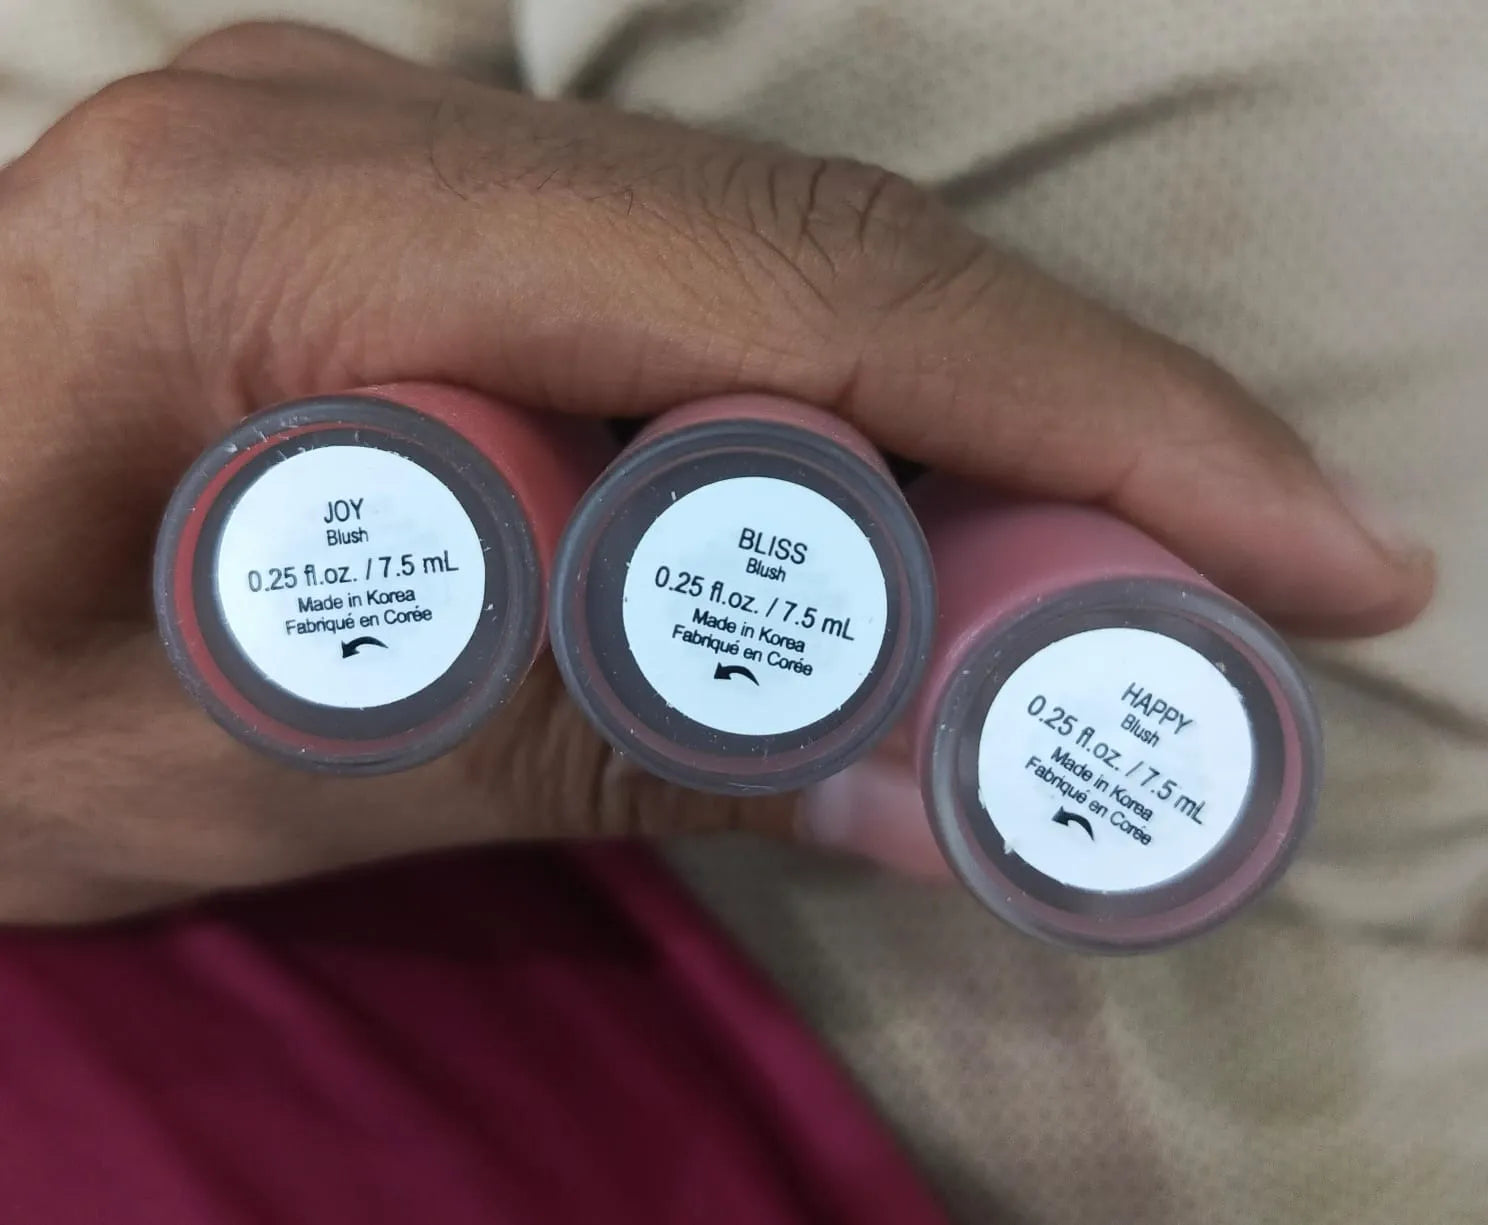 JOY
Blush
0.25 fl.oz. / 7.5 mL
Made in Korea
Fabriqué en Corée
BLISS
Blush
0.25 fl.oz. / 7.5 mL
Made in Korea
Fabriqué en Corée
HAPPY
Blush
0.25 fl.oz. / 7.5 mL
Made in Korea
Fabriqué en Corée